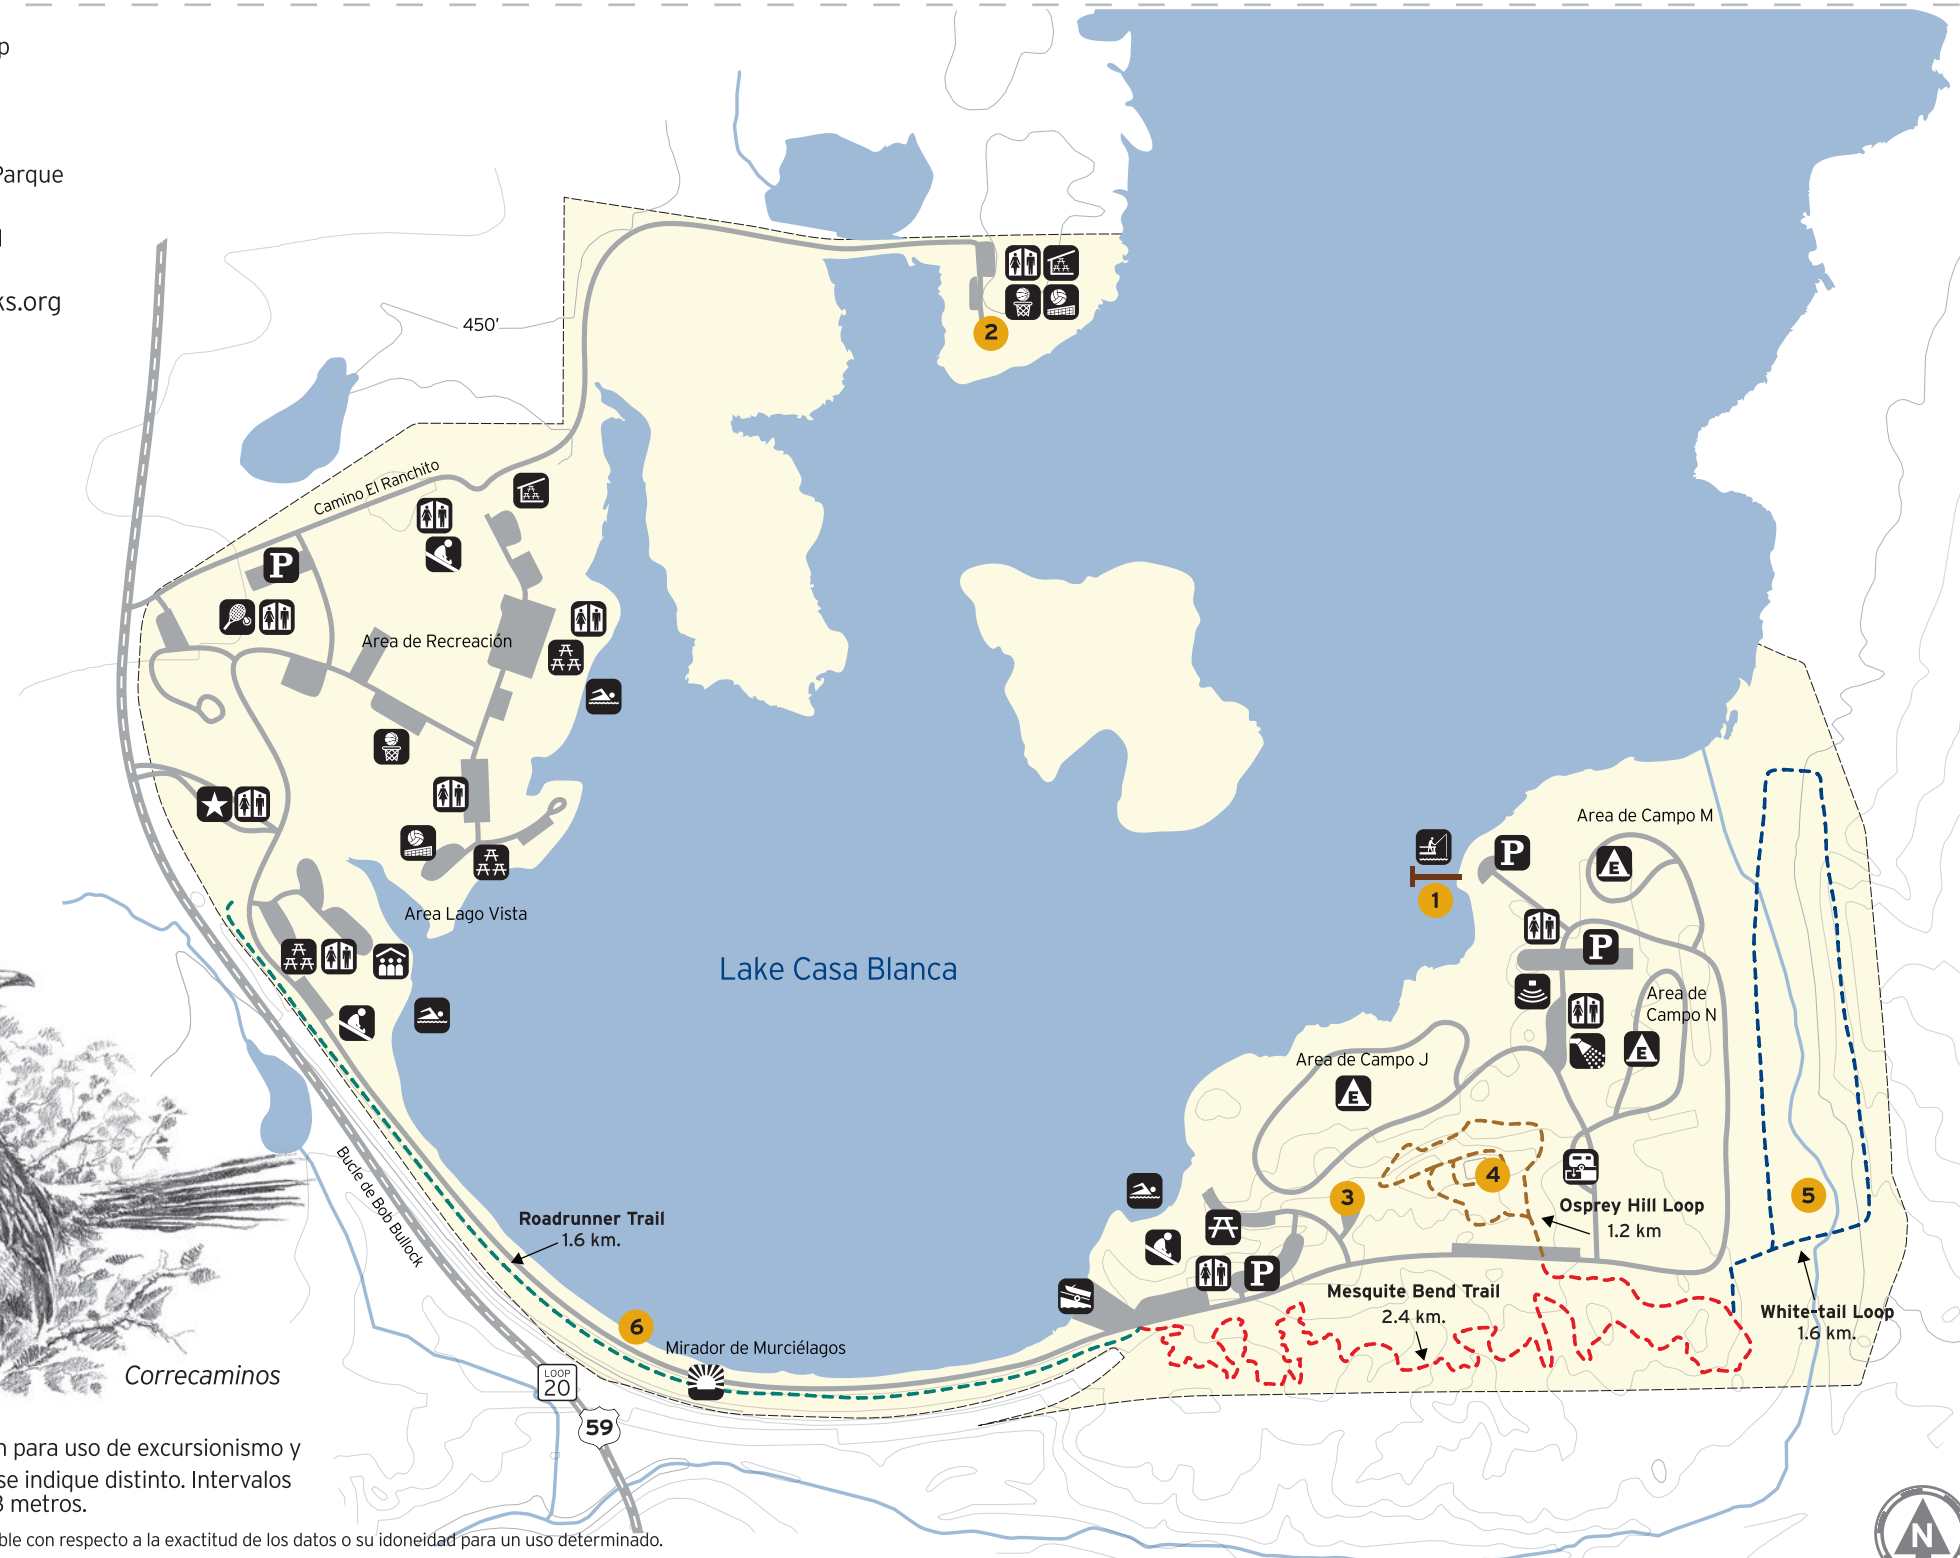 p
Parque
l
ks.org
450'
2
Camino El Ranchito
P
Area de Recreación
Area Lago Vista
Lake Casa Blanca
1
P
Area de Campo M
E
P
Area de
Campo N
E
Area de Campo J
E
3
4
5
Osprey Hill Loop
1.2 km
Roadrunner Trail
1.6 km.
Bucle de Bob Bullock
P
Mesquite Bend Trail
2.4 km.
White-tail Loop
1.6 km.
6
Mirador de Murciélagos
Correcaminos
LOOP
20
59
n para uso de excursionismo y
se indique distinto. Intervalos
3 metros.
ble con respecto a la exactitud de los datos o su idoneidad para un uso determinado.
N